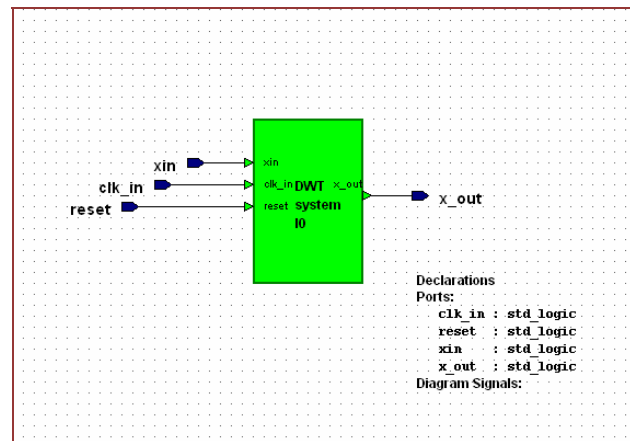 xin
xin
clk_in
clk_in DWT x_out
x_out
reset
reset system
I0
Declarations
Ports:
clk_in : std_logic
reset : std_logic
xin : std_logic
x_out : std_logic
Diagram Signals: